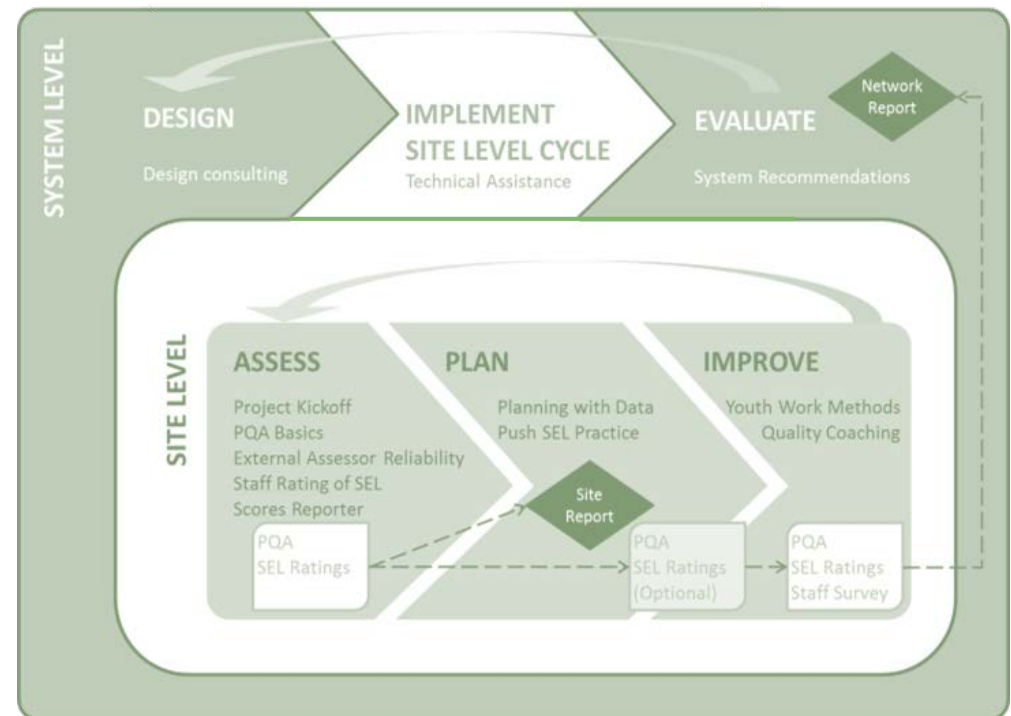 SYSTEM LEVEL
DESIGN
Design consulting
IMPLEMENT
SITE LEVEL CYCLE
Technical Assistance
EVALUATE
System Recommendations
Network
Report
SITE LEVEL
ASSESS
Project Kickoff
PQA Basics
External Assessor Reliability
Staff Rating of SEL
Scores Reporter
PQA
SEL Ratings
PLAN
Planning with Data
Push SEL Practice
Site
Report
PQA
SEL Ratings
(Optional)
IMPROVE
Youth Work Methods
Quality Coaching
PQA
SEL Ratings
Staff Survey